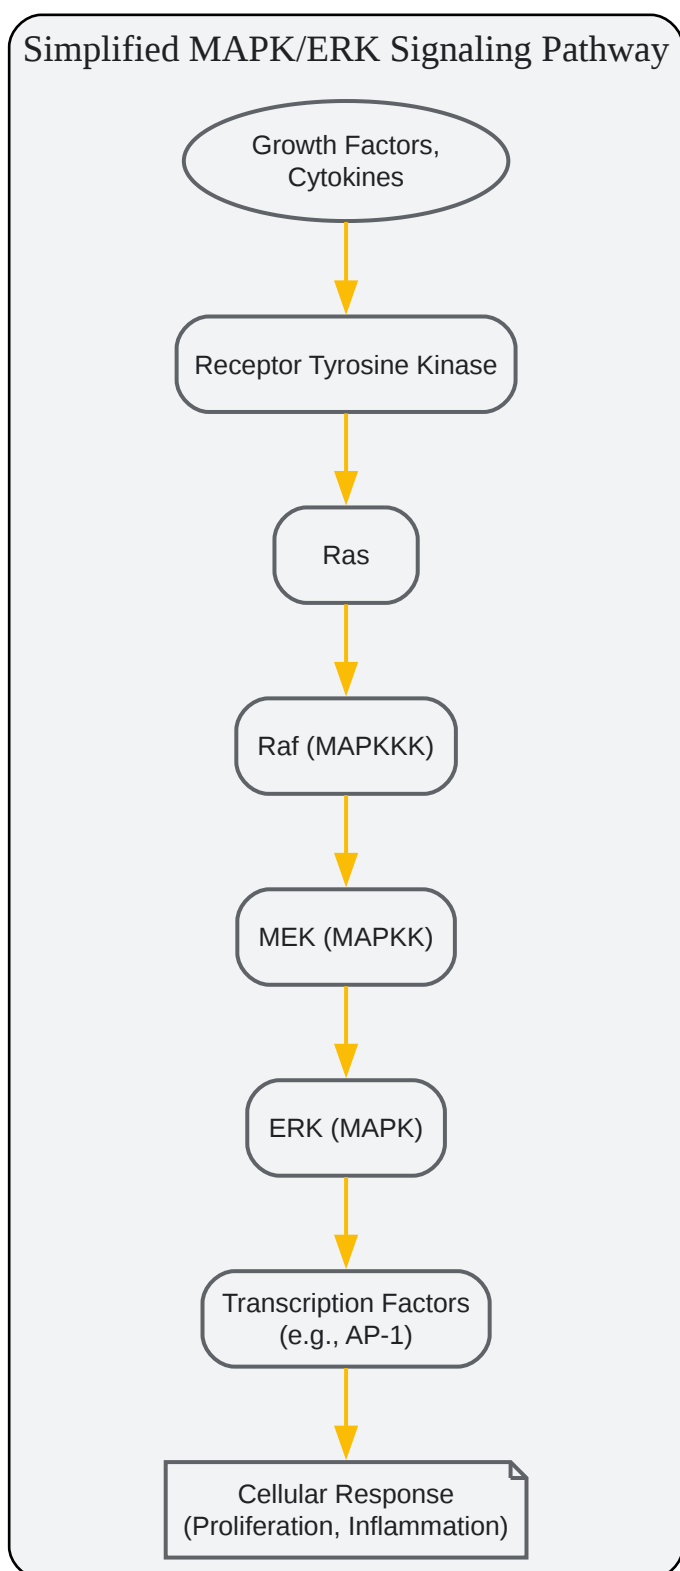 Simplified MAPK/ERK Signaling Pathway
Growth Factors,
Cytokines
Receptor Tyrosine Kinase
Ras
Raf (MAPKKK)
MEK (MAPKK)
ERK (MAPK)
Transcription Factors
(e.g., AP-1)
Cellular Response
(Proliferation, Inflammation)